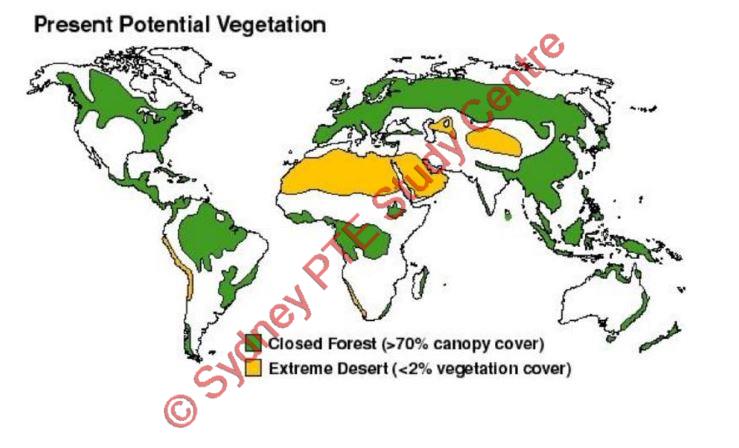 Present Potential Vegetation
Closed Forest (>70% canopy cover)
Extreme Desert (<2% vegetation cover)
© Sydney PTE Study Centre